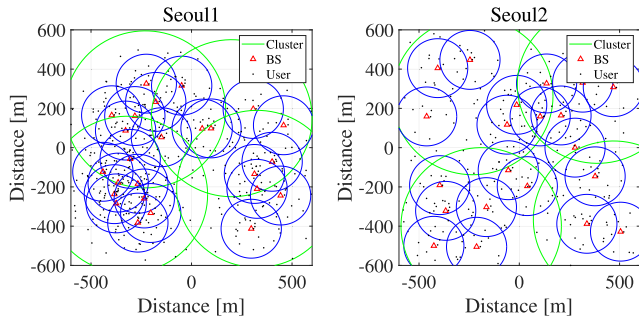 Seoul1
600
400
200
0
-200
-400
-600
-500
0
500
Distance [m]
Distance [m]
Cluster
BS
User
Seoul2
600
400
200
0
-200
-400
-600
-500
0
500
Distance [m]
Distance [m]
Cluster
BS
User